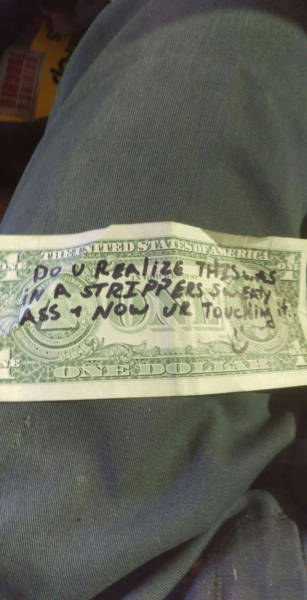 THE UNITED STATES OF AMERICA
DO U REALIZE THIS WAS
IN A STRIPPERS SWEATY
ASS + NOW UR TOUCHING it.
ONE
ONE DOLLAR